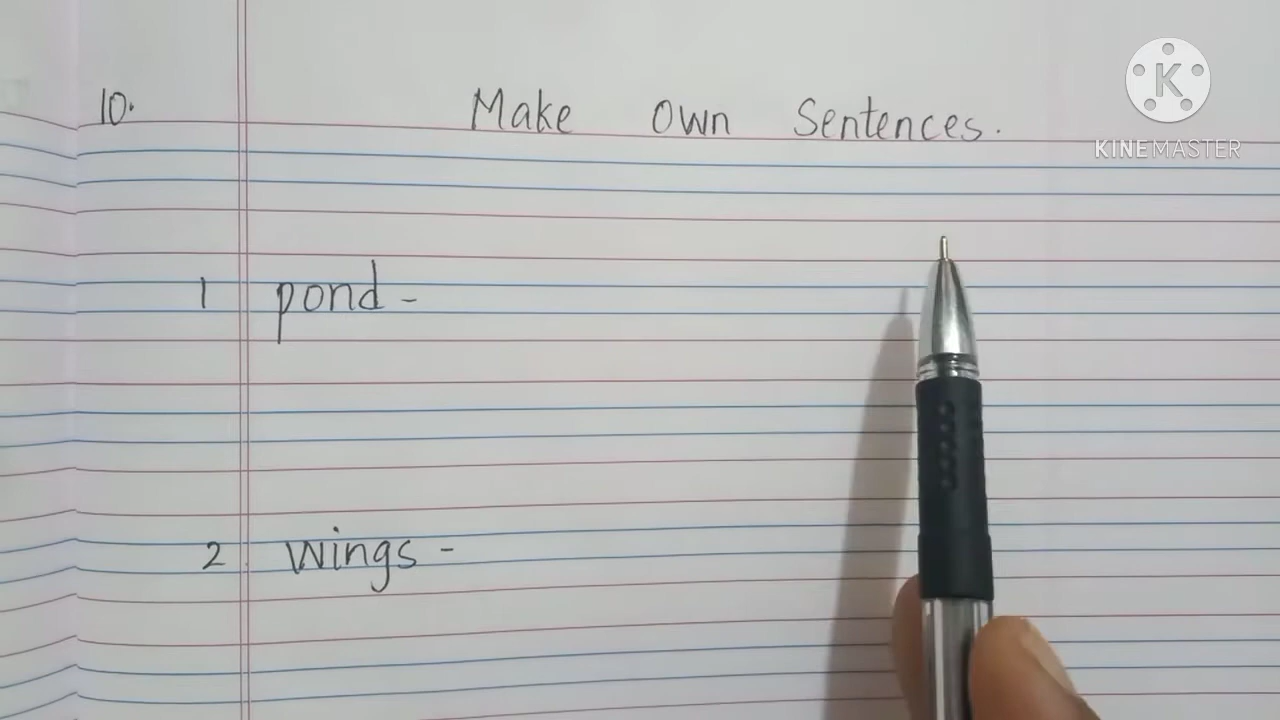 10. Make Own Sentences.
K
KINEMASTER
1 pond -
2 wings -